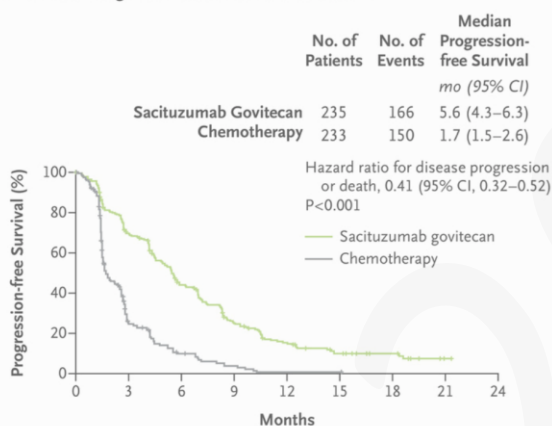 Median
No. of No. of Progression-
Patients Events free Survival
mo (95% CI)
Sacituzumab Govitecan 235 166 5.6 (4.3–6.3)
Chemotherapy 233 150 1.7 (1.5–2.6)
Hazard ratio for disease progression
or death, 0.41 (95% CI, 0.32–0.52)
P<0.001
Sacituzumab govitecan
Chemotherapy
Progression-free Survival (%)
100
80
60
40
20
0
0 3 6 9 12 15 18 21 24
Months